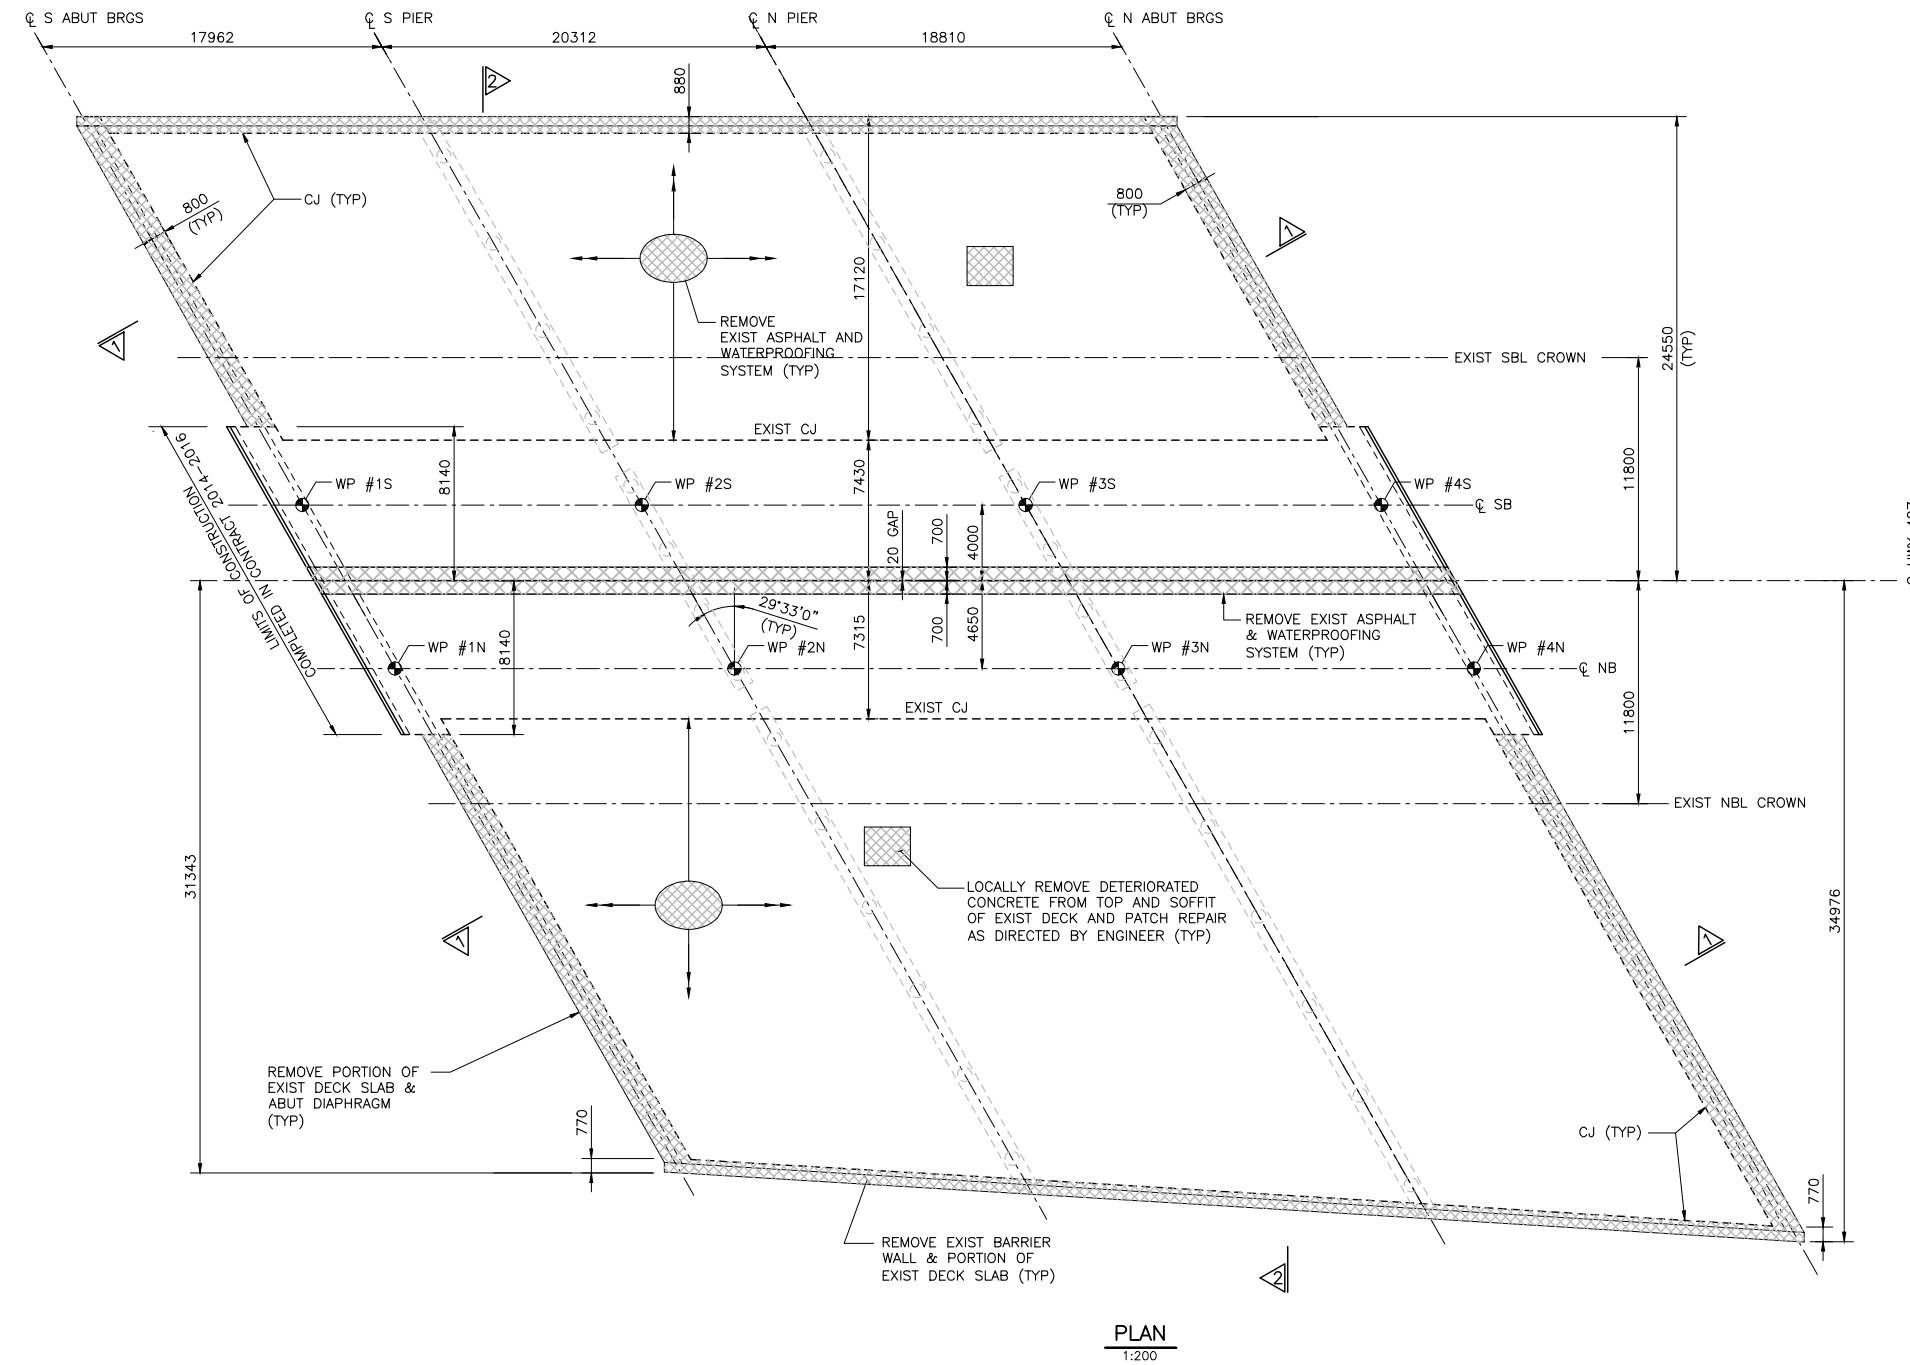 ℄ S ABUT BRGS
℄ S PIER
℄ N PIER
℄ N ABUT BRGS
17962
20312
18810
2
880
CJ (TYP)
800
(TYP)
800
(TYP)
1
1
17120
REMOVE
EXIST ASPHALT AND
WATERPROOFING
SYSTEM (TYP)
24550
(TYP)
EXIST SBL CROWN
EXIST CJ
LIMITS OF CONSTRUCTION
COMPLETED IN CONTRACT 2014-2016
8140
7430
11800
WP #1S
WP #2S
WP #3S
WP #4S
℄ SB
20 GAP
700
4000
29°33'0"
(TYP)
7315
700
4650
REMOVE EXIST ASPHALT
& WATERPROOFING
SYSTEM (TYP)
8140
WP #1N
WP #2N
WP #3N
WP #4N
℄ NB
EXIST CJ
11800
EXIST NBL CROWN
31343
LOCALLY REMOVE DETERIORATED
CONCRETE FROM TOP AND SOFFIT
OF EXIST DECK AND PATCH REPAIR
AS DIRECTED BY ENGINEER (TYP)
34976
1
1
REMOVE PORTION OF
EXIST DECK SLAB &
ABUT DIAPHRAGM
(TYP)
770
CJ (TYP)
770
REMOVE EXIST BARRIER
WALL & PORTION OF
EXIST DECK SLAB (TYP)
2
PLAN
1:200